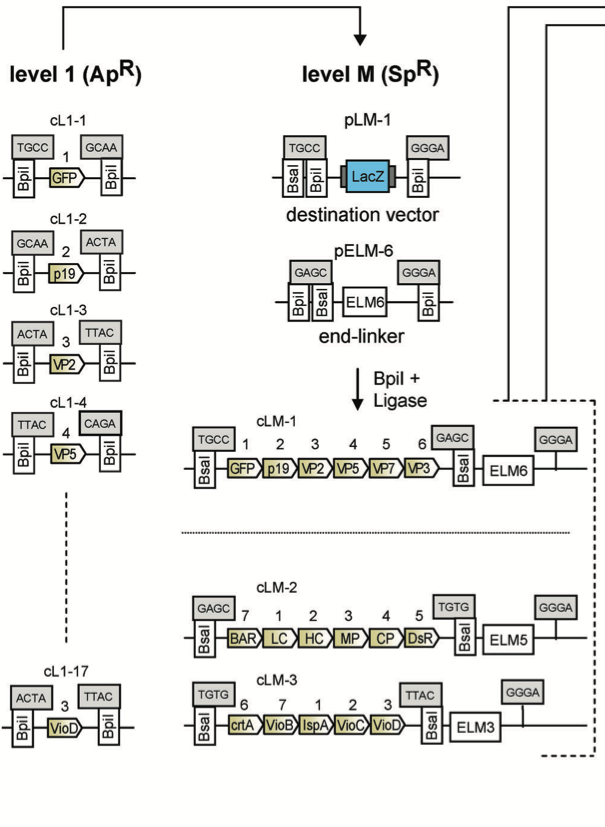 level 1 (ApR)
cL1-1
TGCC GCAA
1
BpiI GFP BpiI
cL1-2
GCAA ACTA
2
BpiI p19 BpiI
cL1-3
ACTA TTAC
3
BpiI VP2 BpiI
cL1-4
TTAC CAGA
4
BpiI VP5 BpiI
cL1-17
ACTA TTAC
3
BpiI VioD BpiI
level M (SpR)
pLM-1
TGCC GGGA
BsaI BpiI LacZ BpiI
destination vector
pELM-6
GAGC GGGA
BpiI BsaI ELM6 BpiI
end-linker
BpiI +
Ligase
cLM-1
TGCC 1 2 3 4 5 6 GAGC GGGA
BsaI GFP p19 VP2 VP5 VP7 VP3 BsaI ELM6
cLM-2
GAGC 7 1 2 3 4 5 TGTG GGGA
BsaI BAR LC HC MP CP DsR BsaI ELM5
cLM-3
TGTG 6 7 1 2 3 TTAC GGGA
BsaI crtA VioB IspA VioC VioD BsaI ELM3